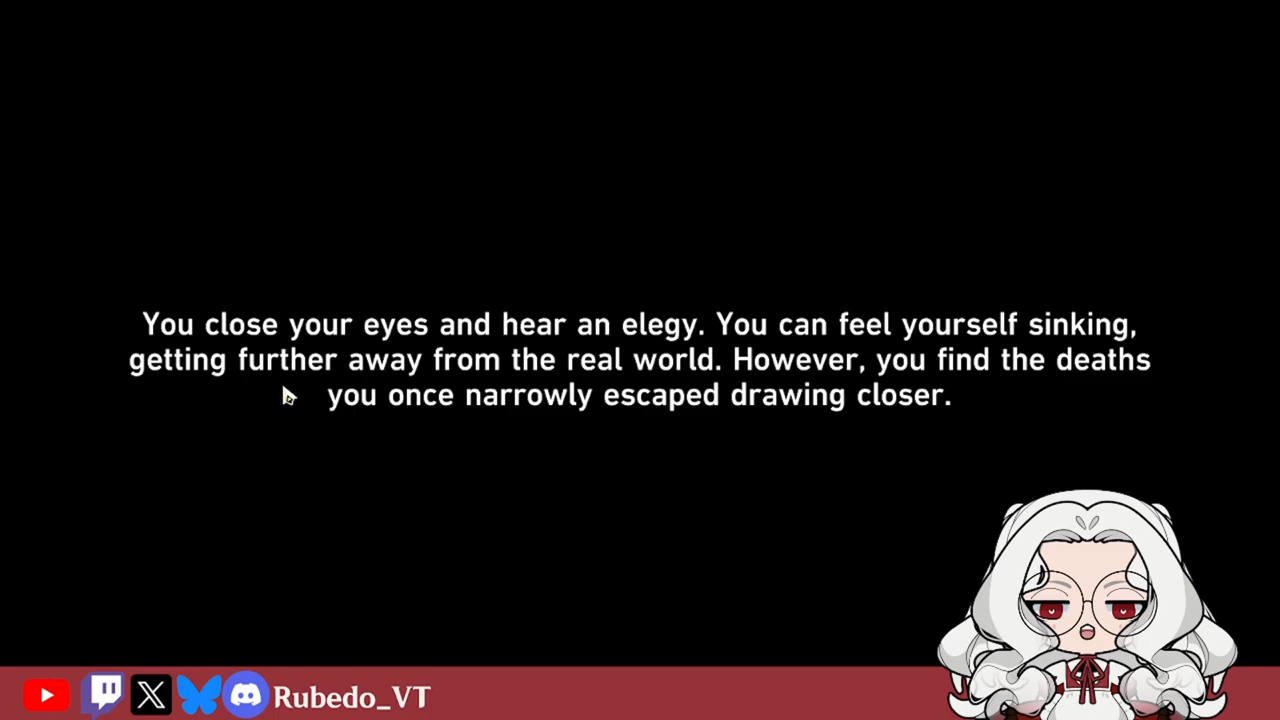 You close your eyes and hear an elegy. You can feel yourself sinking,
getting further away from the real world. However, you find the deaths
you once narrowly escaped drawing closer.
Rubedo_VT